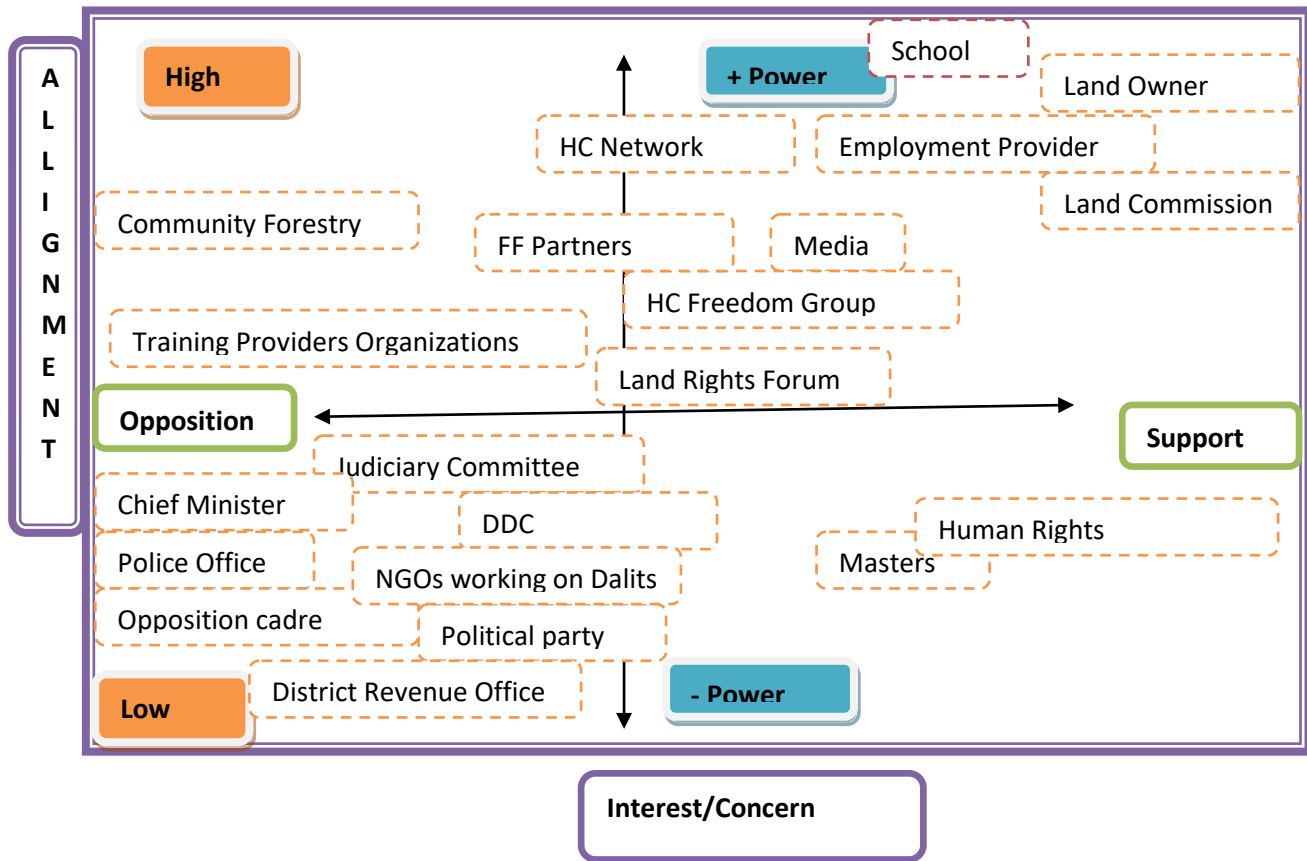 A
L
L
I
G
N
M
E
N
T
High
+ Power
School
Land Owner
HC Network
Employment Provider
Land Commission
Community Forestry
FF Partners
Media
HC Freedom Group
Training Providers Organizations
Land Rights Forum
Opposition
Support
Judiciary Committee
Chief Minister
DDC
Human Rights
Police Office
NGOs working on Dalits
Masters
Opposition cadre
Political party
District Revenue Office
- Power
Low
Interest/Concern